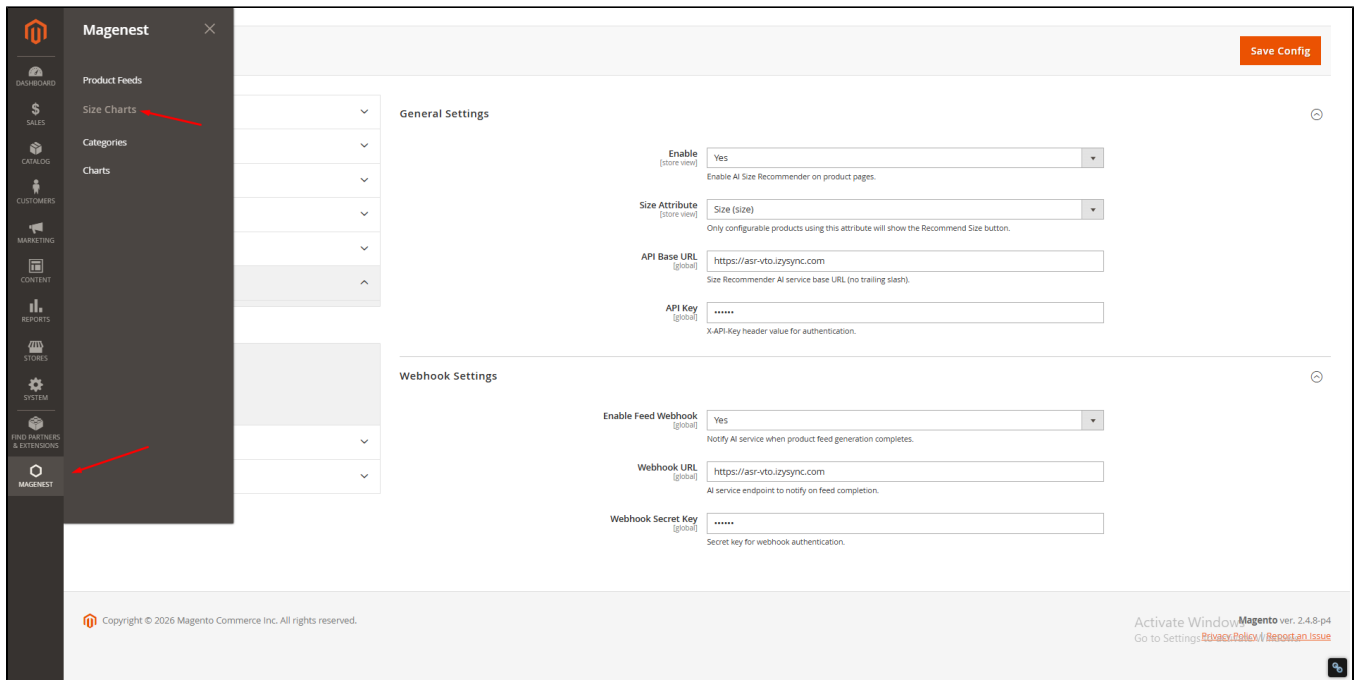 Magenest
Save Config
DASHBOARD
SALES
CATALOG
CUSTOMERS
MARKETING
CONTENT
REPORTS
STORES
SYSTEM
FIND PARTNERS
& EXTENSIONS
MAGENEST
Product Feeds
Size Charts
Categories
Charts
General Settings
Enable
[store view]
Yes
Enable AI Size Recommender on product pages.
Size Attribute
[store view]
Size (size)
Only configurable products using this attribute will show the Recommend Size button.
API Base URL
[global]
https://asr-vto.izysync.com
Size Recommender AI service base URL (no trailing slash).
API Key
[global]
••••••
X-API-Key header value for authentication.
Webhook Settings
Enable Feed Webhook
[global]
Yes
Notify AI service when product feed generation completes.
Webhook URL
[global]
https://asr-vto.izysync.com
AI service endpoint to notify on feed completion.
Webhook Secret Key
[global]
••••••
Secret key for webhook authentication.
Copyright © 2026 Magento Commerce Inc. All rights reserved.
Activate Windows
Magento ver. 2.4.8-p4
Go to Settings
Privacy Policy | Report an Issue